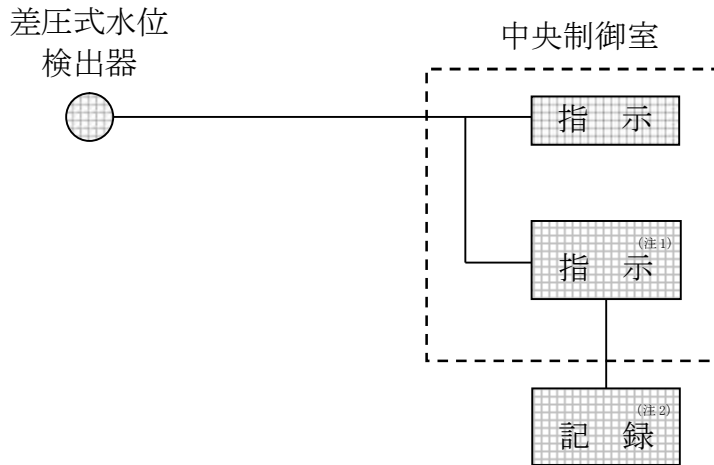 差圧式水位
検出器
中央制御室
指　示
(注1)
指　示
(注2)
記　録